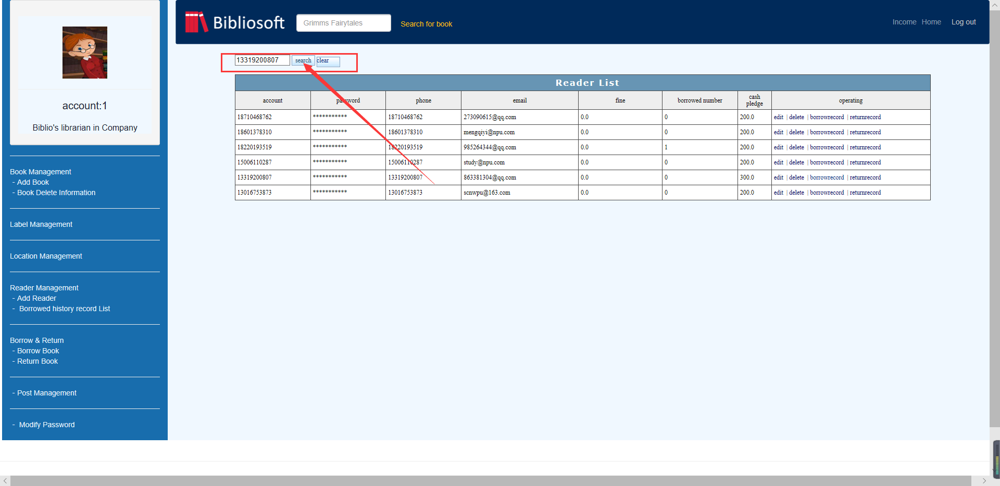 account:1
Biblio's librarian in Company
Book Management
- Add Book
- Book Delete Information
Label Management
Location Management
Reader Management
- Add Reader
- Borrowed history record List
Borrow & Return
- Borrow Book
- Return Book
- Post Management
- Modify Password
Bibliosoft Grimms Fairytales Search for book Income Home Log out
13319200807 search clear
Reader List
account password phone email fine borrowed number cash pledge operating
18710468762 *********** 18710468762 273090615@qq.com 0.0 0 200.0 edit | delete | borrowrecord | returnrecord
18601378310 *********** 18601378310 mengqiyi@npu.com 0.0 0 200.0 edit | delete | borrowrecord | returnrecord
18220193519 *********** 18220193519 985264344@qq.com 0.0 1 200.0 edit | delete | borrowrecord | returnrecord
15006110287 *********** 15006110287 study@npu.com 0.0 0 200.0 edit | delete | borrowrecord | returnrecord
13319200807 *********** 13319200807 863381304@qq.com 0.0 0 300.0 edit | delete | borrowrecord | returnrecord
13016753873 *********** 13016753873 scnwpu@163.com 0.0 0 200.0 edit | delete | borrowrecord | returnrecord